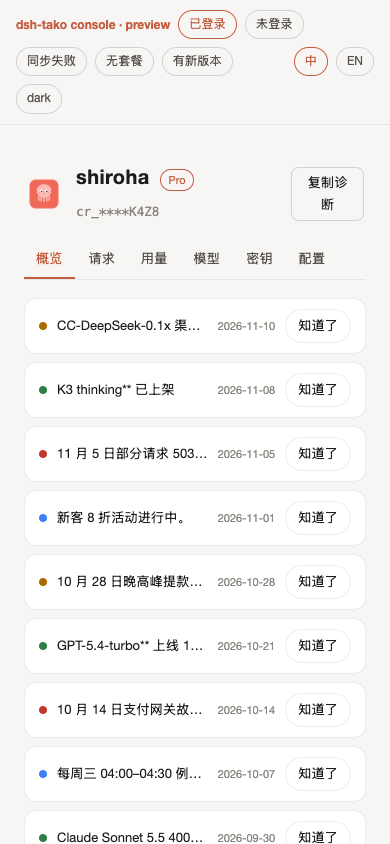 dsh-tako console · preview 已登录 未登录
同步失败 无套餐 有新版本 中 EN
dark
shiroha Pro
cr_****K4Z8
复制诊
断
概览 请求 用量 模型 密钥 配置
CC-DeepSeek-0.1x 渠... 2026-11-10 知道了
K3 thinking** 已上架 2026-11-08 知道了
11 月 5 日部分请求 503... 2026-11-05 知道了
新客 8 折活动进行中。 2026-11-01 知道了
10 月 28 日晚高峰提款... 2026-10-28 知道了
GPT-5.4-turbo** 上线 1... 2026-10-21 知道了
10 月 14 日支付网关故... 2026-10-14 知道了
每周三 04:00–04:30 例... 2026-10-07 知道了
Claude Sonnet 5.5 400... 2026-09-30 知道了